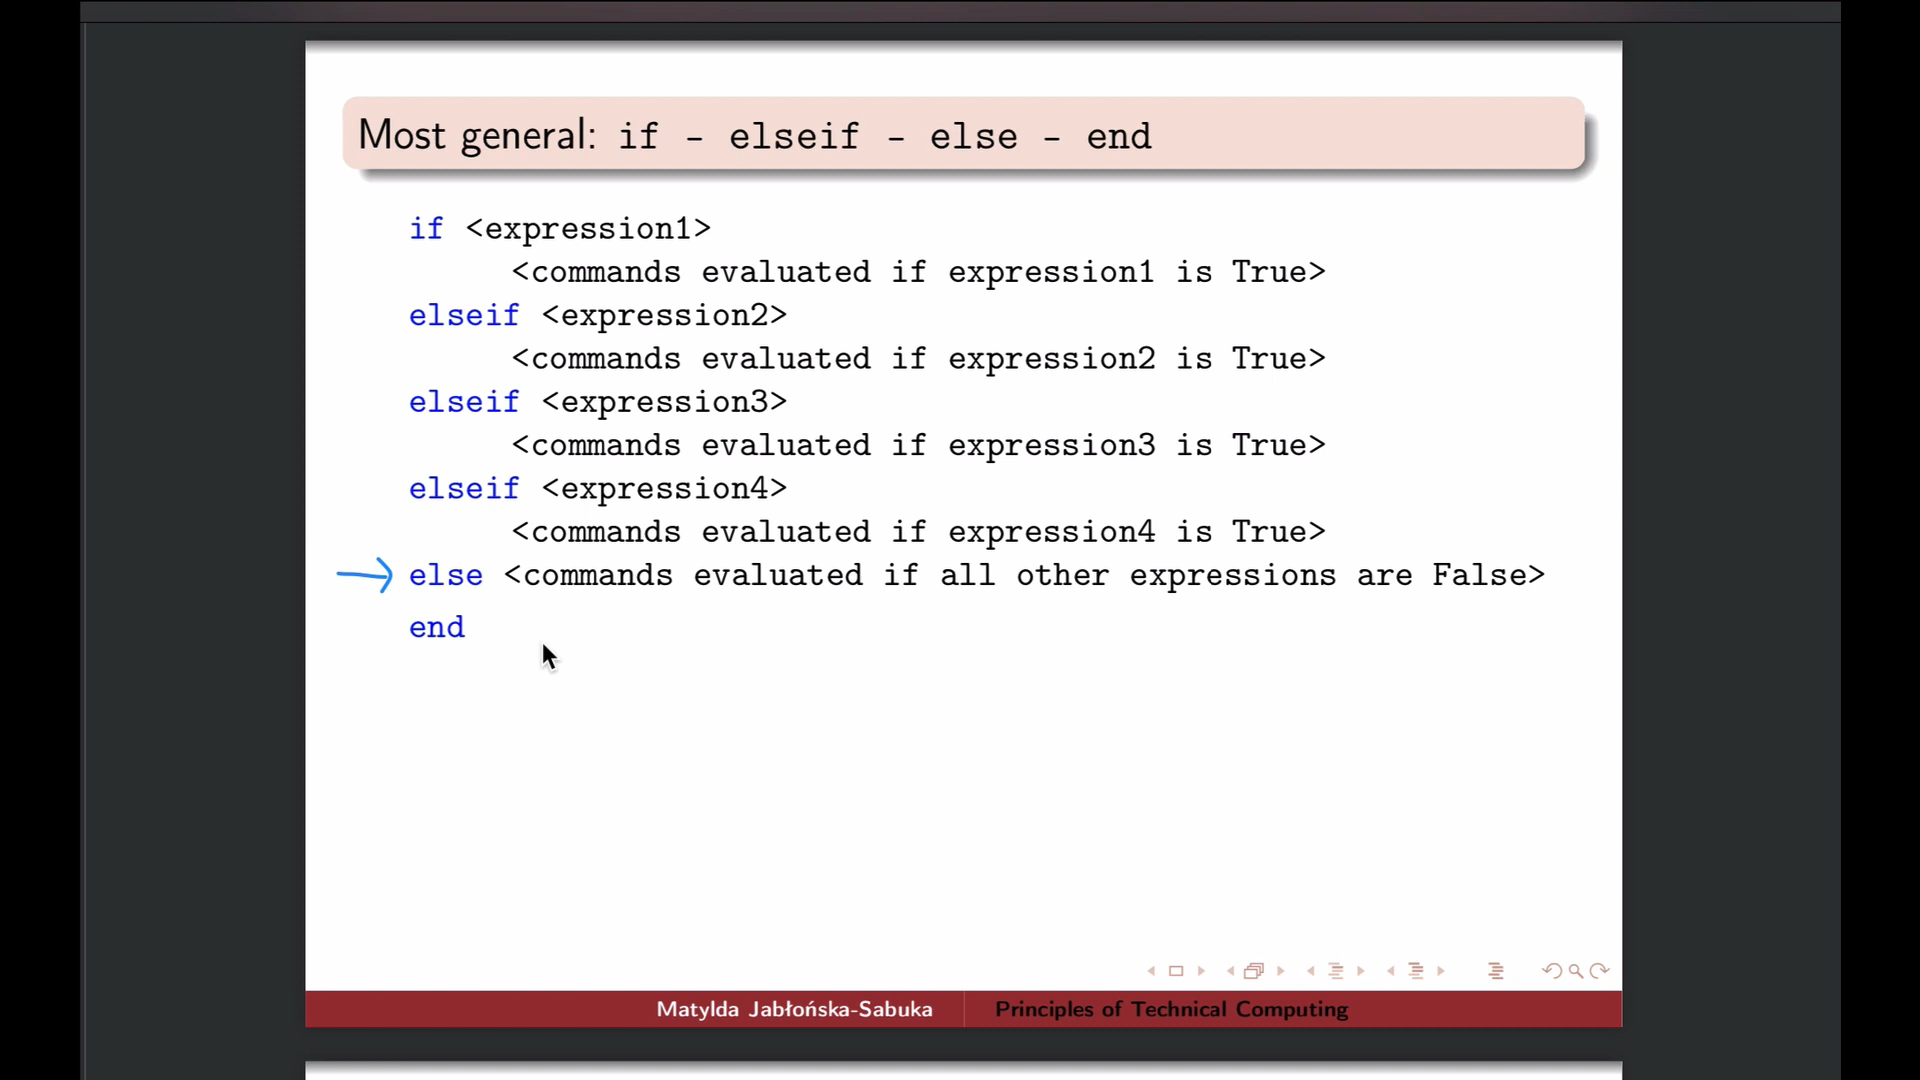 Most general: if - elseif - else - end
if <expression1>
<commands evaluated if expression1 is True>
elseif <expression2>
<commands evaluated if expression2 is True>
elseif <expression3>
<commands evaluated if expression3 is True>
elseif <expression4>
<commands evaluated if expression4 is True>
else <commands evaluated if all other expressions are False>
end
Matylda Jabłońska-Sabuka Principles of Technical Computing